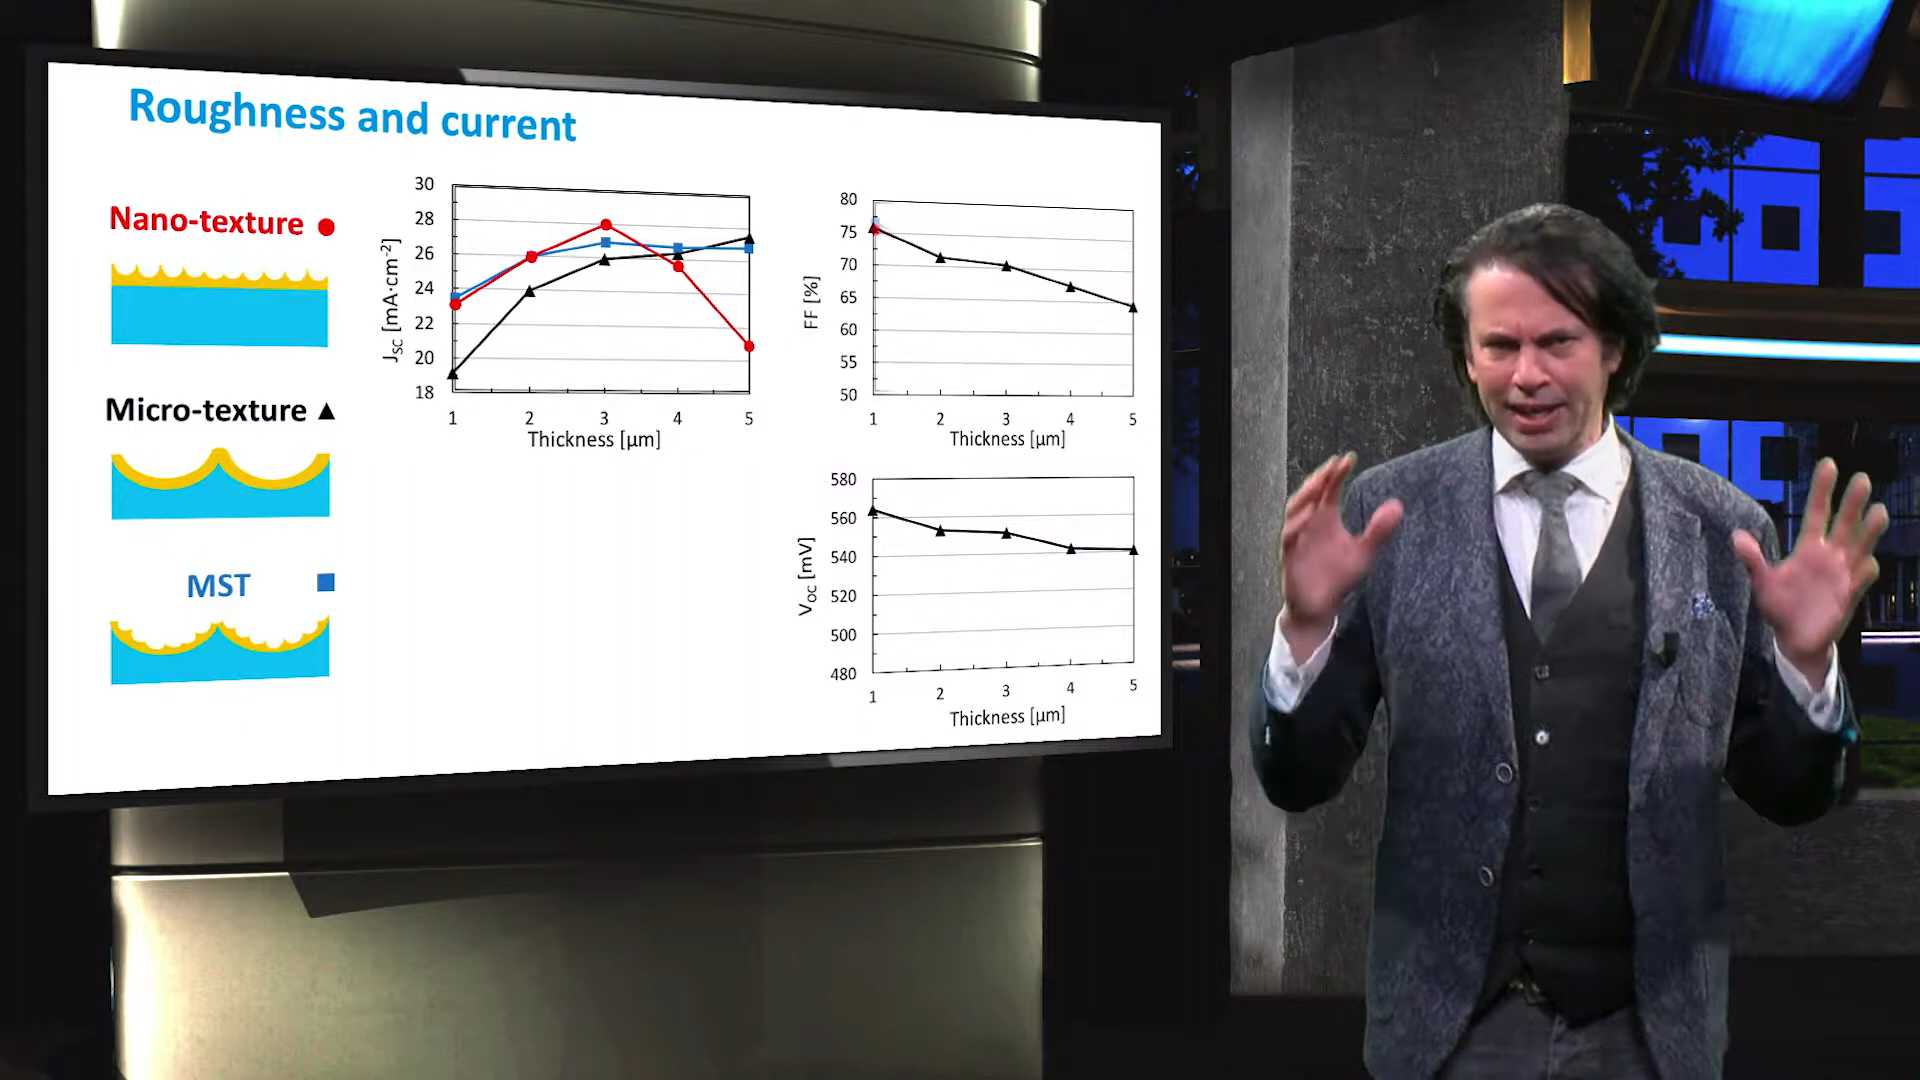 Roughness and current
Nano-texture
Micro-texture
MST
30
28
26
24
22
20
18
J_SC [mA·cm⁻²]
1 2 3 4 5
Thickness [µm]
80
75
70
65
60
55
50
FF [%]
1 2 3 4 5
Thickness [µm]
580
560
540
520
500
480
V_OC [mV]
1 2 3 4 5
Thickness [µm]